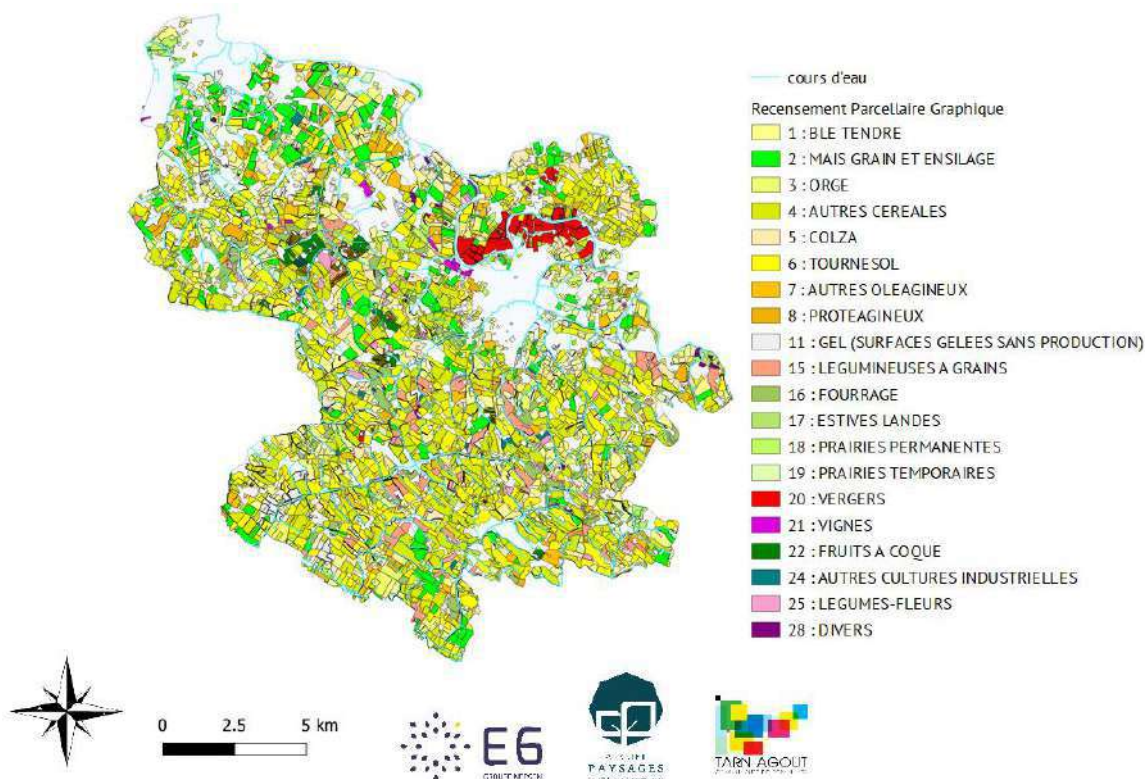 cours d'eau
Recensement Parcellaire Graphique
1 : BLE TENDRE
2 : MAIS GRAIN ET ENSILAGE
3 : ORGE
4 : AUTRES CEREALES
5 : COLZA
6 : TOURNESOL
7 : AUTRES OLEAGINEUX
8 : PROTEAGINEUX
11 : GEL (SURFACES GELEES SANS PRODUCTION)
15 : LEGUMINEUSES A GRAINS
16 : FOURRAGE
17 : ESTIVES LANDES
18 : PRAIRIES PERMANENTES
19 : PRAIRIES TEMPORAIRES
20 : VERGERS
21 : VIGNES
22 : FRUITS A COQUE
24 : AUTRES CULTURES INDUSTRIELLES
25 : LEGUMES-FLEURS
28 : DIVERS
0 2.5 5 km
E6
PAYSAGES
TARN-AGOUT